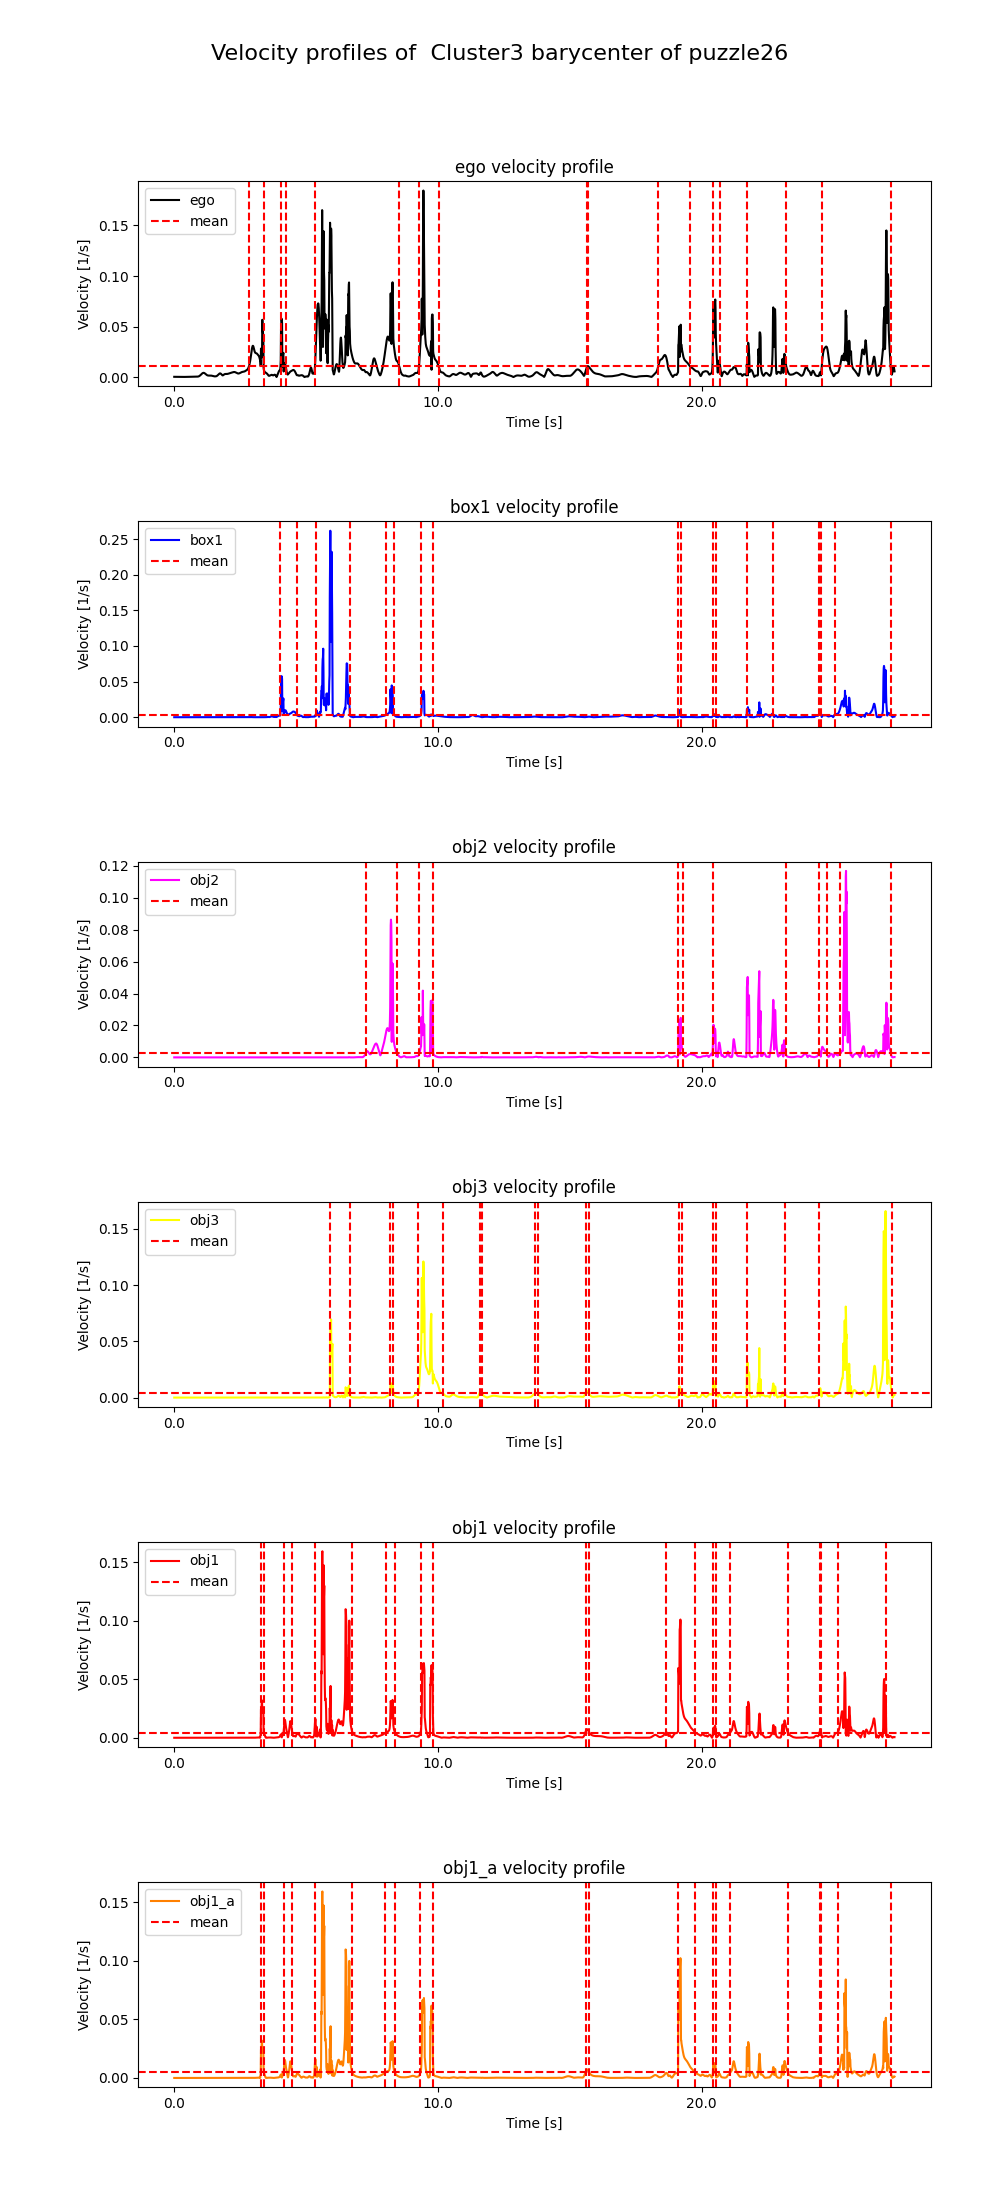 Velocity profiles of  Cluster3 barycenter of puzzle26
ego velocity profile
ego
mean
Velocity [1/s]
0.15
0.10
0.05
0.00
0.0 10.0 20.0
Time [s]
box1 velocity profile
box1
mean
Velocity [1/s]
0.25
0.20
0.15
0.10
0.05
0.00
0.0 10.0 20.0
Time [s]
obj2 velocity profile
obj2
mean
Velocity [1/s]
0.12
0.10
0.08
0.06
0.04
0.02
0.00
0.0 10.0 20.0
Time [s]
obj3 velocity profile
obj3
mean
Velocity [1/s]
0.15
0.10
0.05
0.00
0.0 10.0 20.0
Time [s]
obj1 velocity profile
obj1
mean
Velocity [1/s]
0.15
0.10
0.05
0.00
0.0 10.0 20.0
Time [s]
obj1_a velocity profile
obj1_a
mean
Velocity [1/s]
0.15
0.10
0.05
0.00
0.0 10.0 20.0
Time [s]